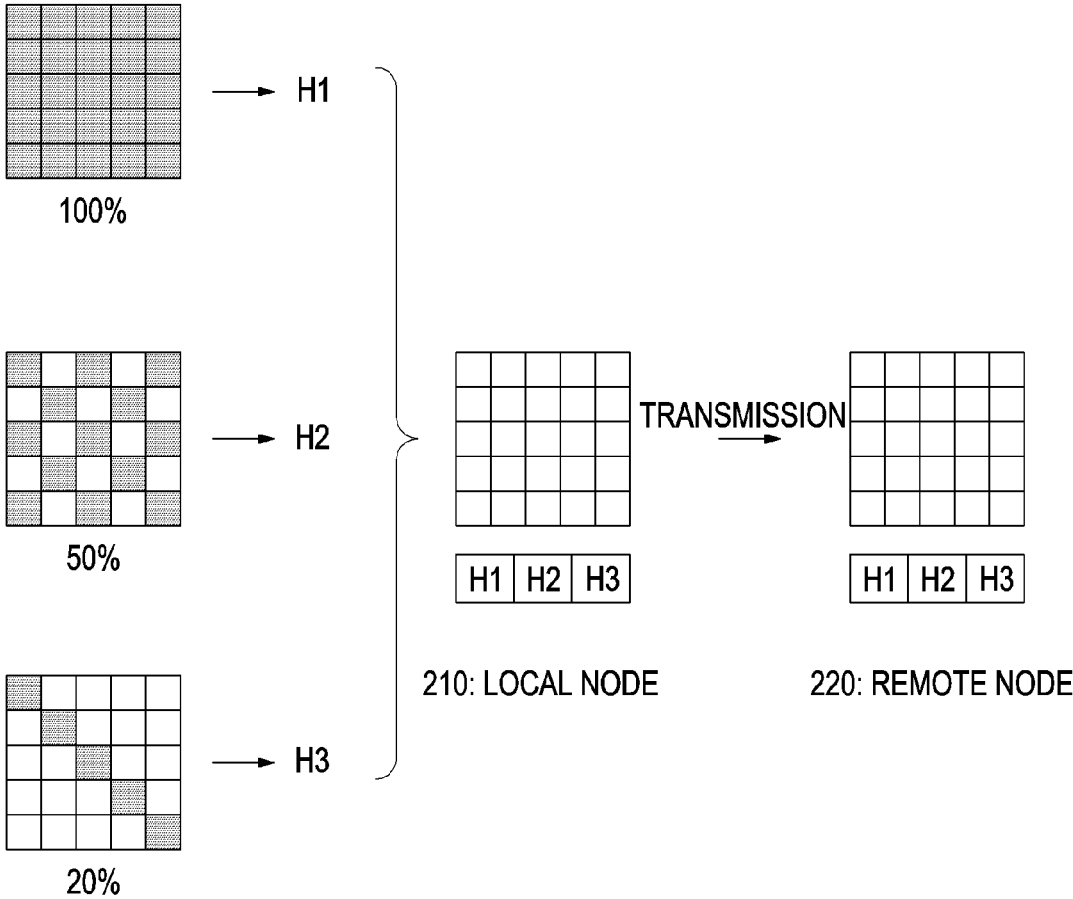 H1
100%
H2
50%
H3
20%
TRANSMISSION
H1 H2 H3
210: LOCAL NODE
H1 H2 H3
220: REMOTE NODE